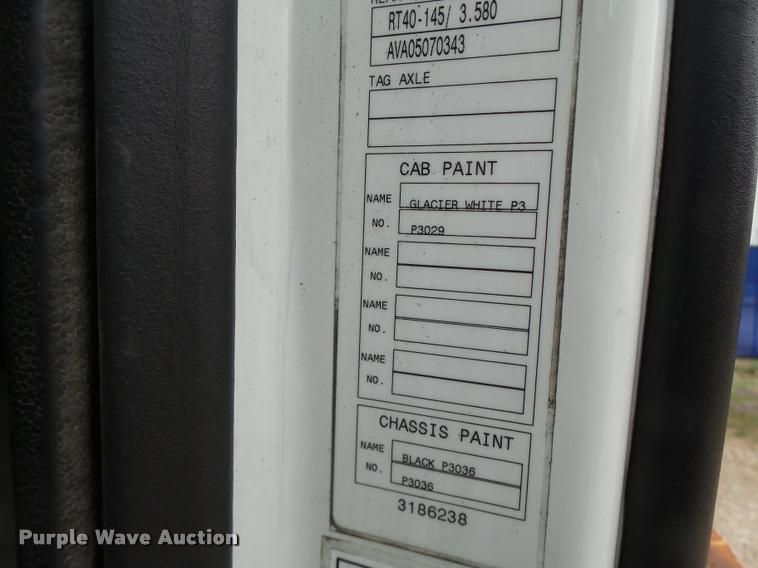 RT40-145/ 3.580
AVA05070343
TAG AXLE
CAB PAINT
NAME GLACIER WHITE P3
NO. P3029
NAME
NO.
NAME
NO.
NAME
NO.
CHASSIS PAINT
NAME BLACK P3036
NO. P3036
3186238
Purple Wave Auction